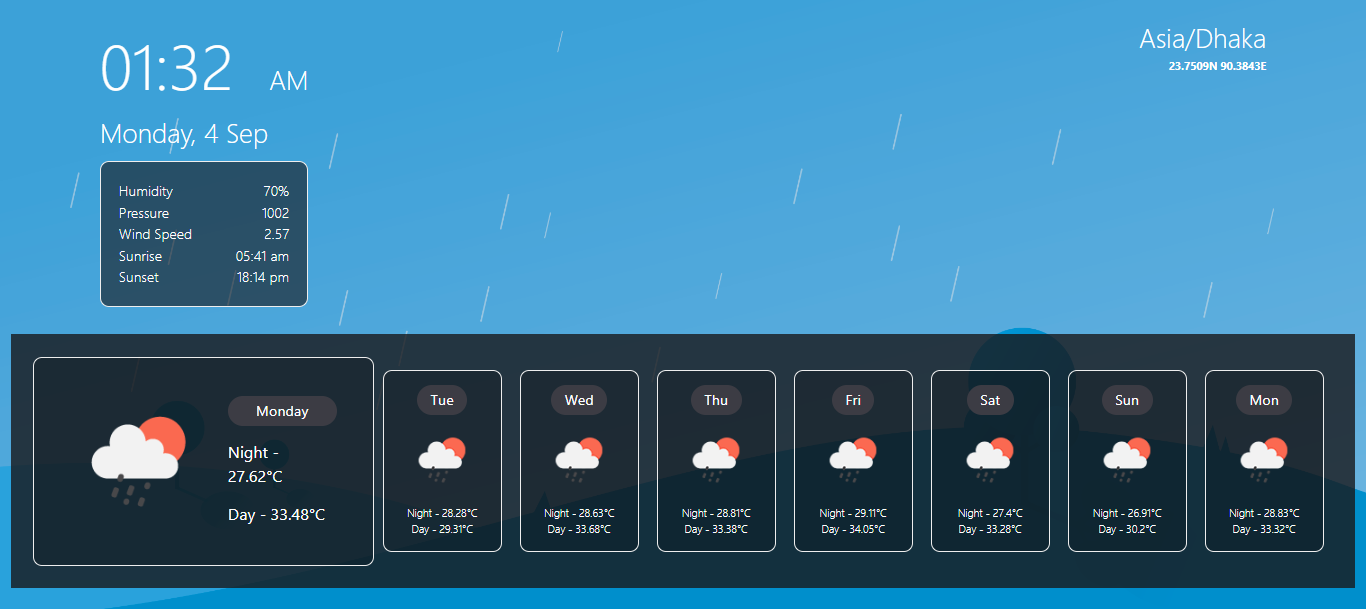 01:32 AM
Monday, 4 Sep
Asia/Dhaka
23.7509N 90.3843E
Humidity 70%
Pressure 1002
Wind Speed 2.57
Sunrise 05:41 am
Sunset 18:14 pm
Monday
Night -
27.62°C
Day - 33.48°C
Tue
Night - 28.28°C
Day - 29.31°C
Wed
Night - 28.63°C
Day - 33.68°C
Thu
Night - 28.81°C
Day - 33.38°C
Fri
Night - 29.11°C
Day - 34.05°C
Sat
Night - 27.4°C
Day - 33.28°C
Sun
Night - 26.91°C
Day - 30.2°C
Mon
Night - 28.83°C
Day - 33.32°C